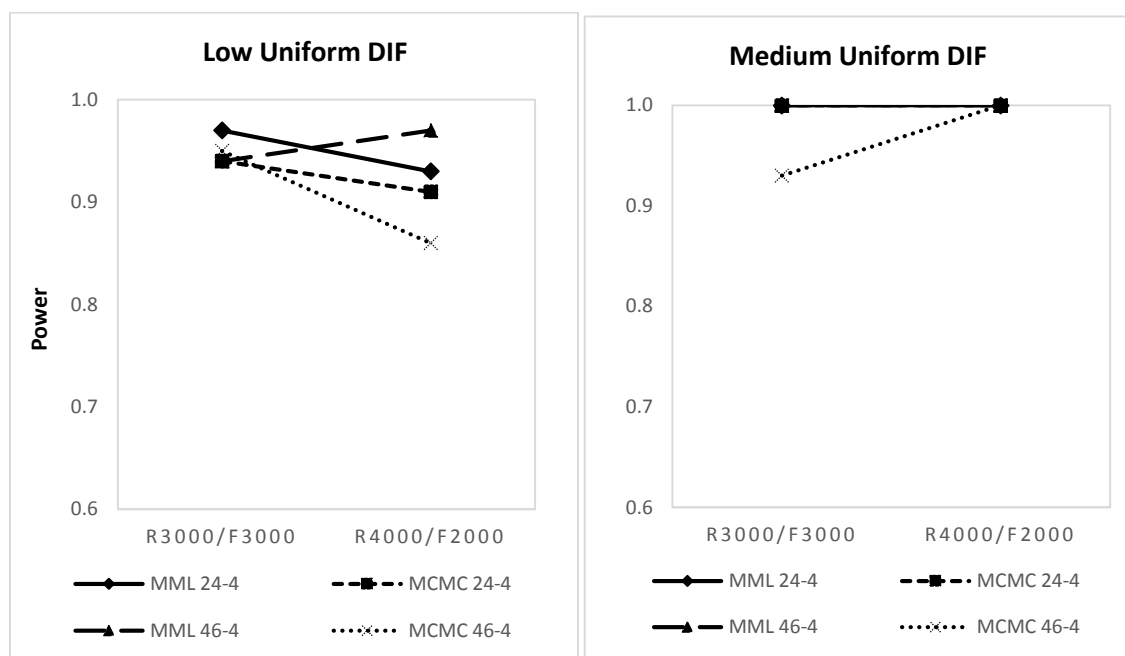 Low Uniform DIF
Power
1.0
0.9
0.8
0.7
0.6
R3000/F3000 R4000/F2000
MML 24-4 MCMC 24-4
MML 46-4 MCMC 46-4
Medium Uniform DIF
1.0
0.9
0.8
0.7
0.6
R3000/F3000 R4000/F2000
MML 24-4 MCMC 24-4
MML 46-4 MCMC 46-4